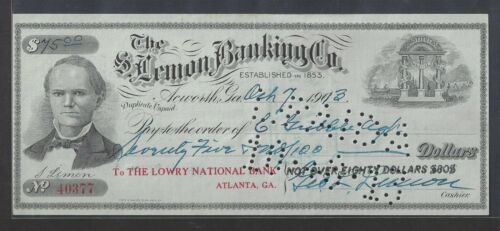 $75.00
The
S. Lemon Banking Co.
ESTABLISHED IN 1853.
Acworth, Ga. Oct 7 1903
Duplicate Unpaid
Pay to the order of
Seventy Five & no/100 Dollars
S Lemon
To THE LOWRY NATIONAL BANK
NOT OVER EIGHTY DOLLARS $80$
No 40377
ATLANTA, GA.
Lemon
Cashier.